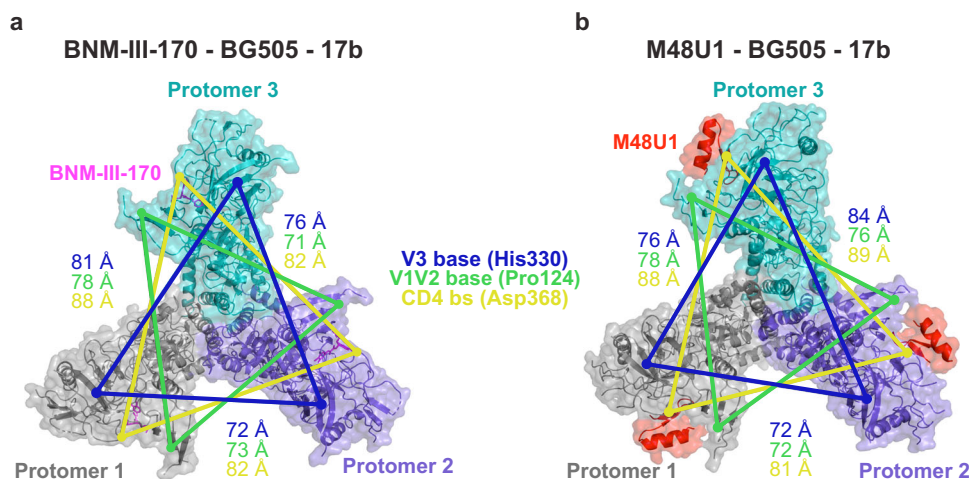 a
BNM-III-170 - BG505 - 17b
Protomer 3
BNM-III-170
76 Å
71 Å
82 Å
81 Å
78 Å
88 Å
72 Å
73 Å
82 Å
Protomer 1
Protomer 2
V3 base (His330)
V1V2 base (Pro124)
CD4 bs (Asp368)
b
M48U1 - BG505 - 17b
Protomer 3
M48U1
84 Å
76 Å
89 Å
76 Å
78 Å
88 Å
72 Å
72 Å
81 Å
Protomer 1
Protomer 2